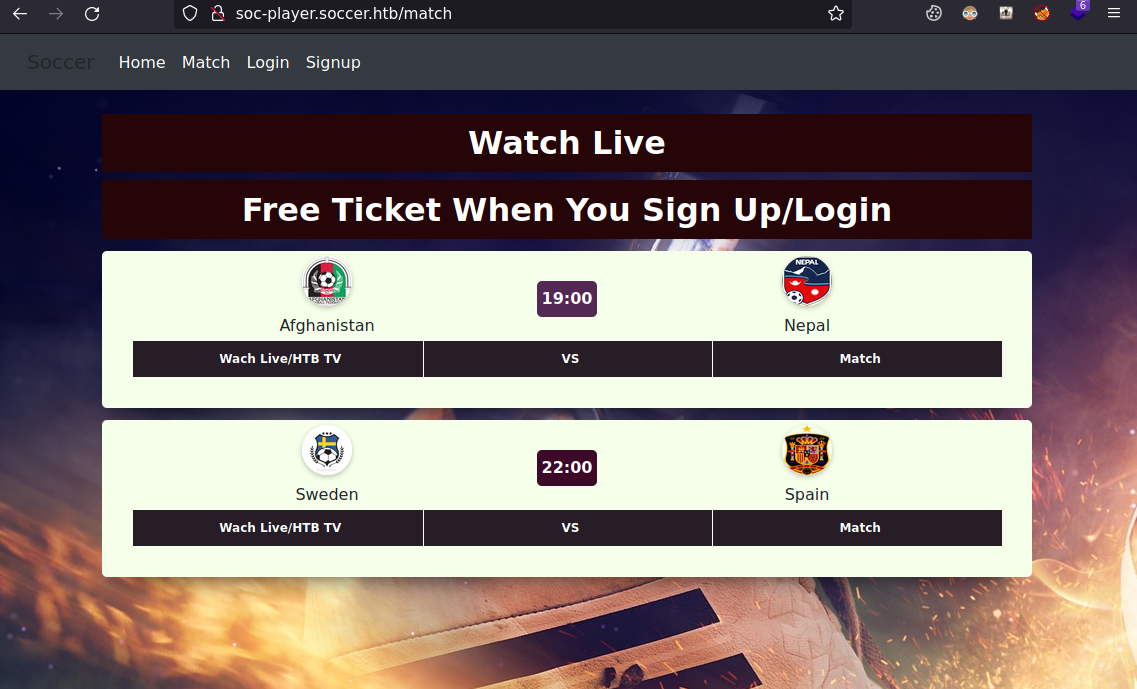 soc-player.soccer.htb/match
6
Soccer Home Match Login Signup
Watch Live
Free Ticket When You Sign Up/Login
NEPAL
19:00
AFGHANISTAN
Afghanistan Nepal
Wach Live/HTB TV VS Match
22:00
Sweden Spain
Wach Live/HTB TV VS Match